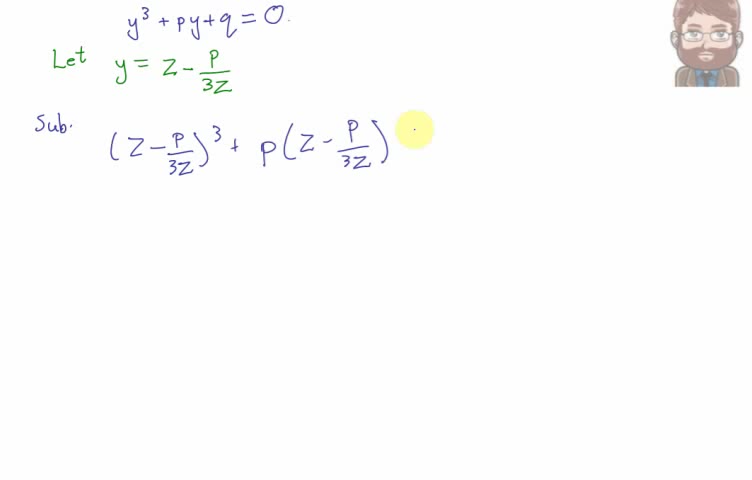 y³ + py + q = 0.
Let y = z - p/3z
Sub. (z - p/3z)³ + p(z - p/3z)